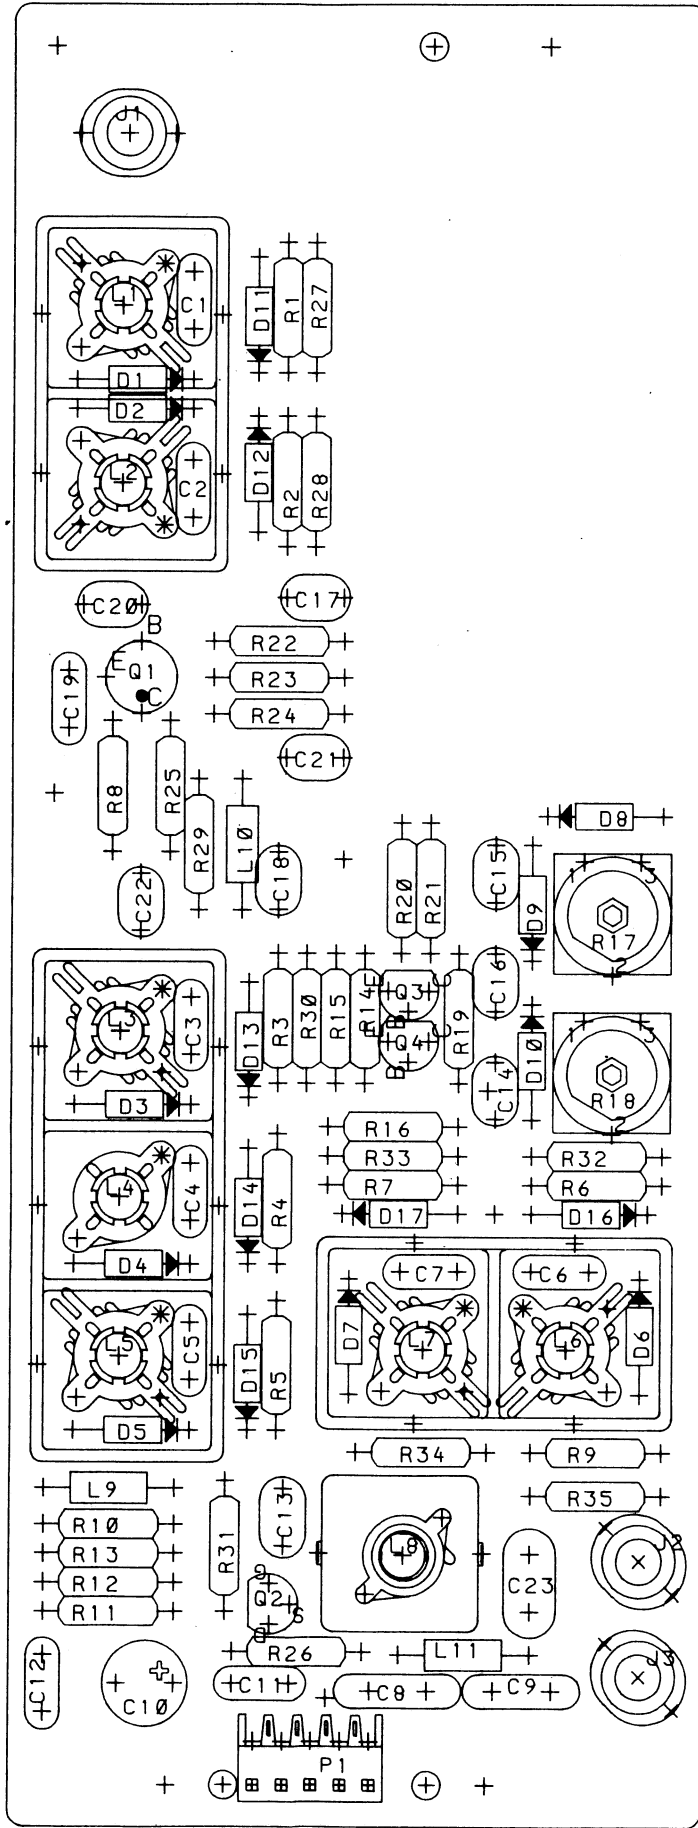 J1
L1
C1
D11
R1
R27
D1
D2
L2
C2
D12
R2
R28
C20
C17
B
E
Q1
C
C19
R22
R23
R24
C21
R8
R25
R29
L10
C18
C22
R20
R21
C15
D8
D9
1
3
R17
2
L3
C3
D3
D13
R3
R30
R15
R14
E
C
Q3
B
Q4
C
B
R19
C16
C14
D10
1
3
R18
2
L4
C4
D4
D14
R4
R16
R33
R7
D17
R32
R6
D16
C7
C6
D7
L7
L6
D6
L5
C5
D5
D15
R5
R34
R9
R35
L9
R10
R13
R12
R11
R31
C13
G
Q2
S
D
L8
C23
J2
J3
R26
L11
C12
C10
C11
C8
C9
P1